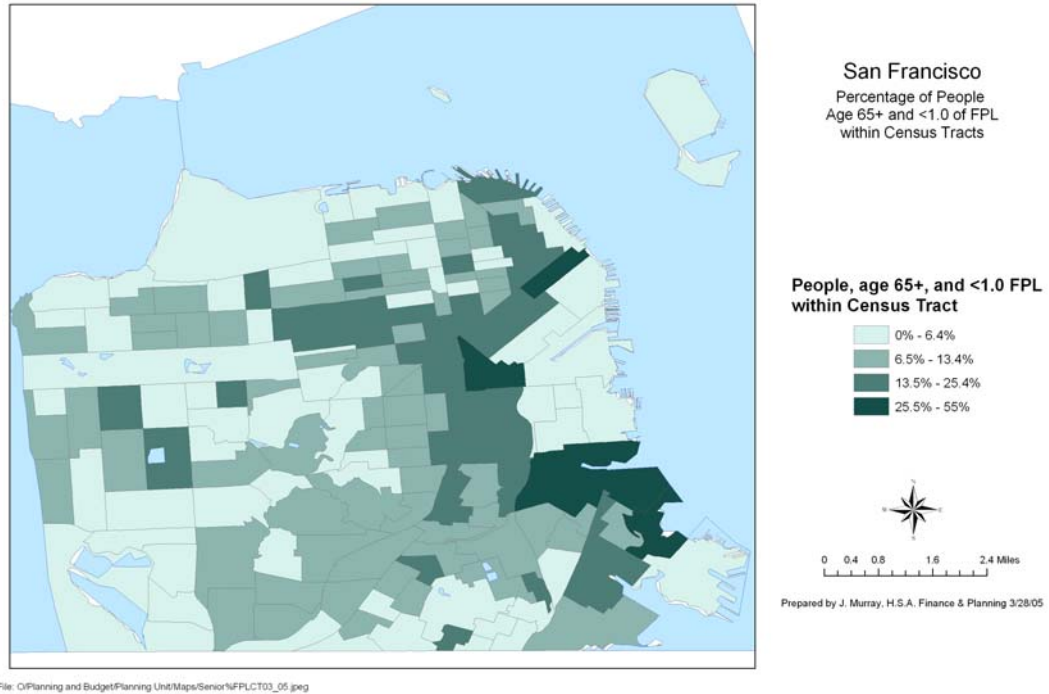 San Francisco
Percentage of People
Age 65+ and <1.0 of FPL
within Census Tracts
People, age 65+, and <1.0 FPL
within Census Tract
0% - 6.4%
6.5% - 13.4%
13.5% - 25.4%
25.5% - 55%
N
W E
S
0 0.4 0.8 1.6 2.4 Miles
Prepared by J. Murray, H.S.A. Finance & Planning 3/28/05
File: O/Planning and Budget/Planning Unit/Maps/Senior%FPLCT03_05.jpeg